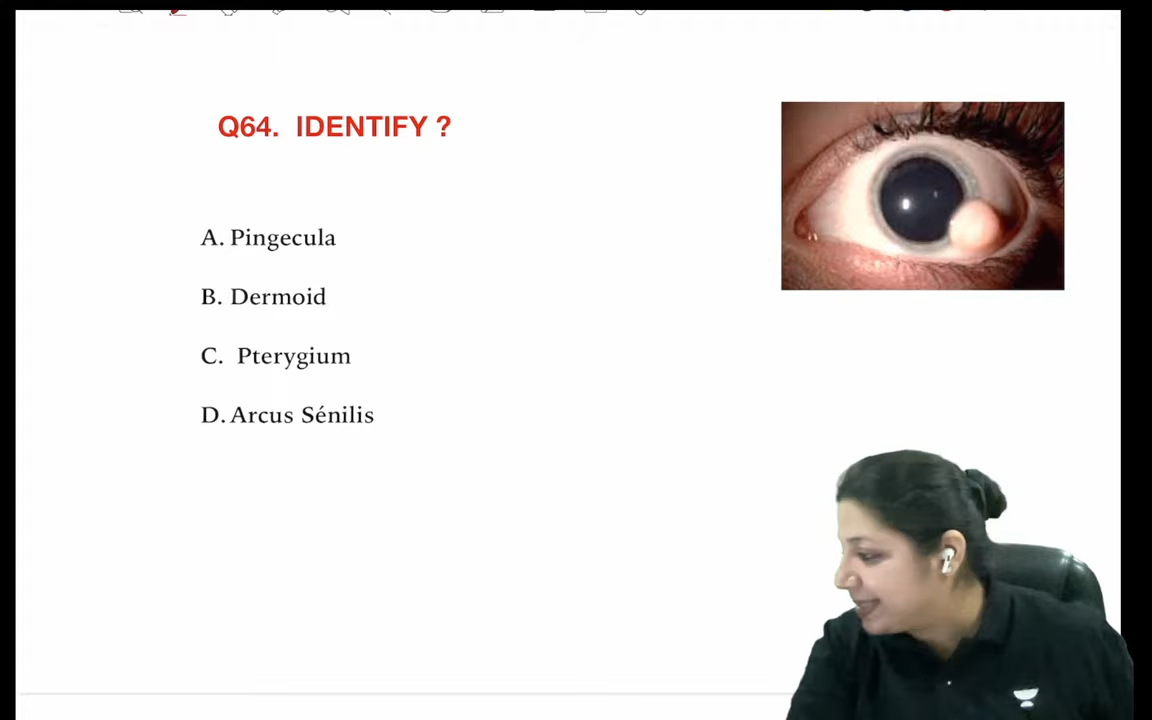 Q64. IDENTIFY ?
A. Pingecula
B. Dermoid
C. Pterygium
D. Arcus Sénilis